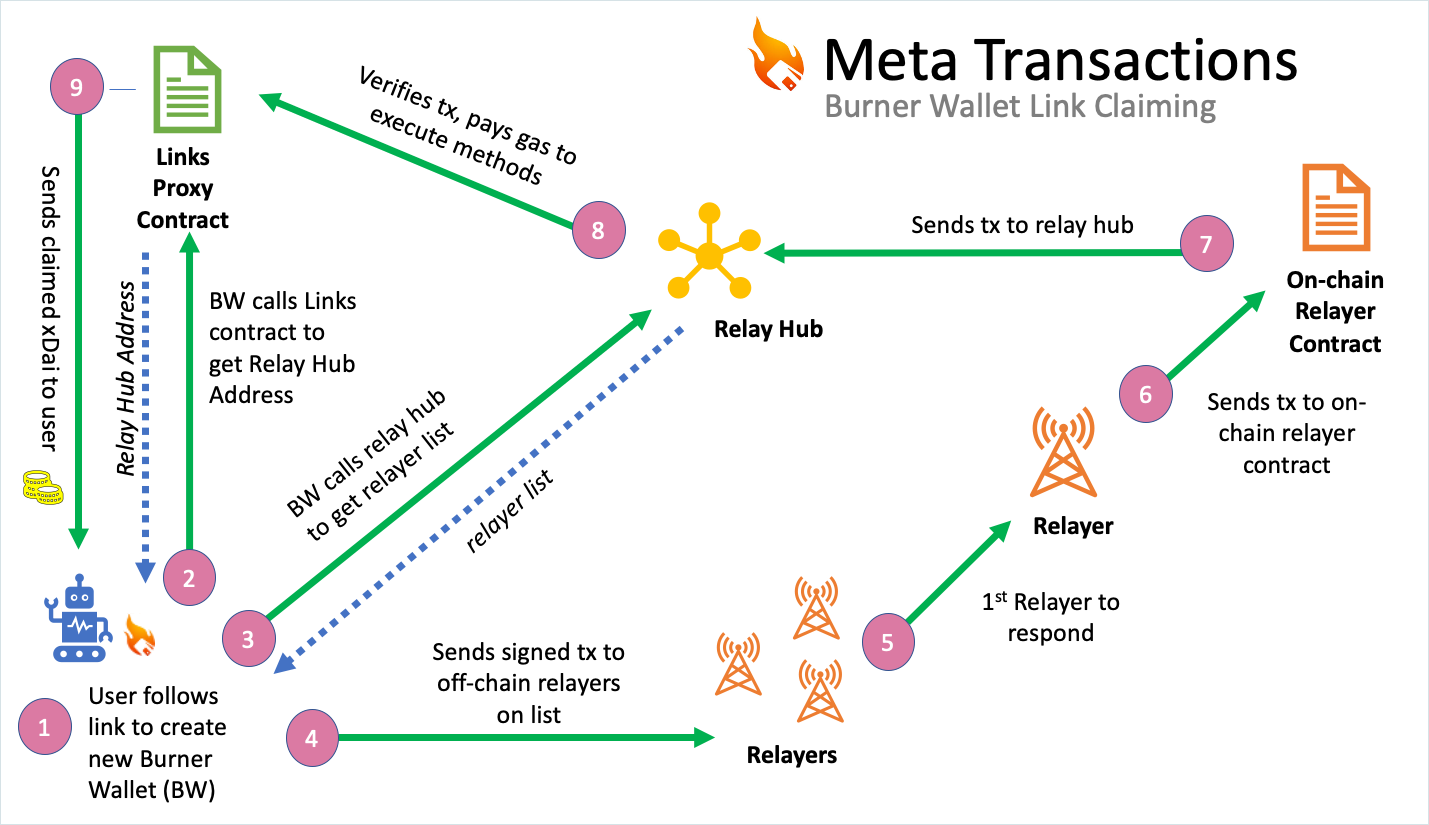 Meta Transactions
Burner Wallet Link Claiming
9
Links
Proxy
Contract
Verifies tx, pays gas to
execute methods
8
Sends tx to relay hub
7
On-chain
Relayer
Contract
Relay Hub
Sends claimed xDai to user
Relay Hub Address
BW calls Links
contract to
get Relay Hub
Address
2
BW calls relay hub
to get relayer list
relayer list
3
6
Sends tx to on-
chain relayer
contract
Relayer
5
1st Relayer to
respond
1
User follows
link to create
new Burner
Wallet (BW)
4
Sends signed tx to
off-chain relayers
on list
Relayers